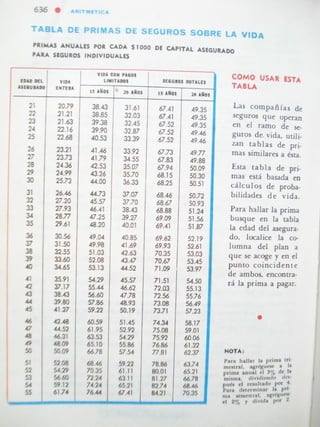 636 • ARITMETICA
TABLA DE PRIMAS DE SEGUROS SOBRE LA VIDA
PRIMAS ANUALES POR CADA $1000 DE CAPITAL ASEGURADO
PARA SEGUROS INDIVIDUALES
EDAD DEL ASEGURADO VIDA ENTERA VIDA CON PAGOS LIMITADOS SEGUROS DOTALES
15 AÑOS 20 AÑOS 15 AÑOS 20 AÑOS
21 20.79 38.43 31.61 67.41 49.35
22 21.21 38.85 32.03 67.41 49.35
23 21.63 39.38 32.45 67.52 49.35
24 22.16 39.90 32.87 67.52 49.46
25 22.68 40.53 33.39 67.52 49.46
26 23.21 41.46 33.92 67.73 49.77
27 23.73 41.79 34.55 67.83 49.88
28 24.36 42.53 35.07 67.94 50.09
29 24.99 43.26 35.70 68.15 50.30
30 25.73 44.00 36.33 68.25 50.51
31 26.46 44.73 37.07 68.46 50.72
32 27.20 45.57 37.70 68.67 50.93
33 27.93 46.41 38.43 68.88 51.24
34 28.77 47.25 39.27 69.09 51.56
35 29.61 48.20 40.01 69.41 51.87
36 30.56 49.04 40.85 69.62 52.19
37 31.50 49.98 41.69 69.93 52.61
38 32.55 51.03 42.63 70.35 53.03
39 33.60 52.08 43.47 70.67 53.45
40 34.65 53.13 44.52 71.09 53.97
41 35.91 54.29 45.57 71.51 54.50
42 37.17 55.44 46.62 72.03 55.13
43 38.43 56.60 47.78 72.56 55.76
44 39.80 57.86 48.93 73.08 56.49
45 41.27 59.22 50.19 73.71 57.23
46 42.48 60.59 51.45 74.34 58.17
47 44.52 61.95 52.92 75.08 59.01
48 46.31 63.53 54.29 75.92 60.06
49 48.09 65.10 55.86 76.86 61.22
50 50.09 66.78 57.54 77.81 62.37
51 52.08 68.46 59.22 78.86 63.74
52 54.29 70.35 61.11 80.01 65.21
53 56.60 72.24 63.11 81.27 66.78
54 59.12 74.24 65.21 82.74 68.46
55 61.74 76.44 67.41 84.21 70.35
COMO USAR ESTA
TABLA
Las compañías de
seguros que operan
en el ramo de se-
guros de vida, utili-
zan tablas de pri-
mas similares a ésta.
Esta tabla de pri-
mas está basada en
cálculos de proba-
bilidades de vida.
Para hallar la prima
busque en la tabla
la edad del asegura-
do, localice la co-
lumna del plan a
que se acoge y en el
punto coincidente
de ambos, encontra-
rá la prima a pagar.
NOTA:
Para hallar la prima tri-
mestral, agréguese a la
prima anual el 3% de la
misma, dividiendo des-
pués el resultado por 4.
Para determinar la pri-
ma semestral, agréguese
el 2% y divida por 2.